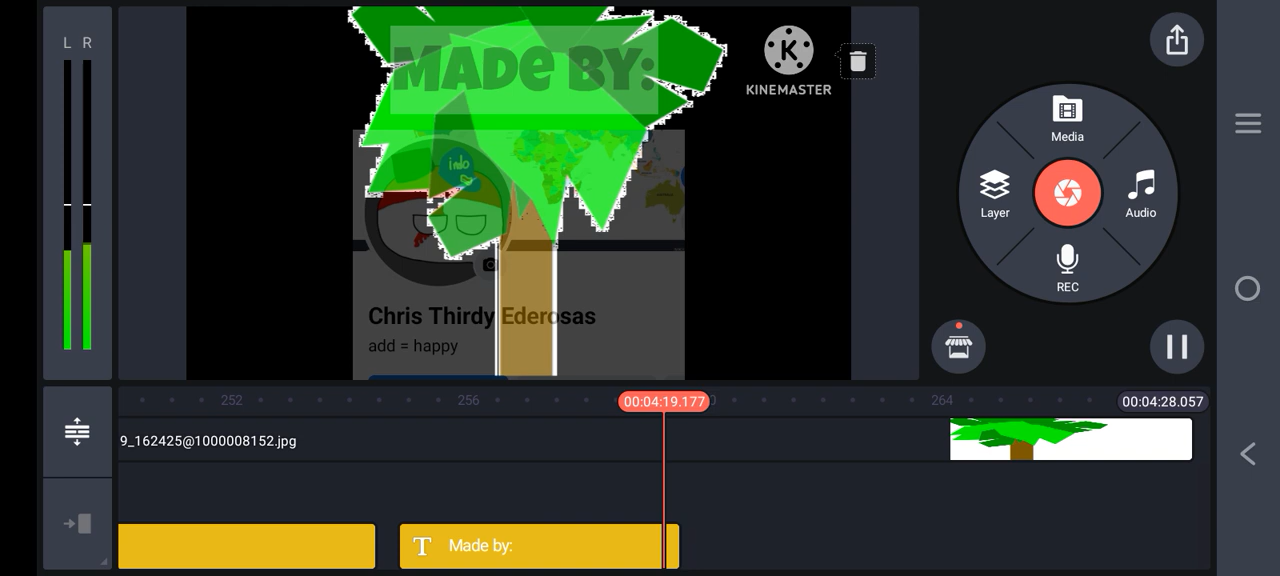 L R
MADe BY:
KINEMASTER
indo
Chris Thirdy Ederosas
add = happy
Media
Layer
Audio
REC
252
256
00:04:19.177
264
00:04:28.057
9_162425@1000008152.jpg
T Made by: